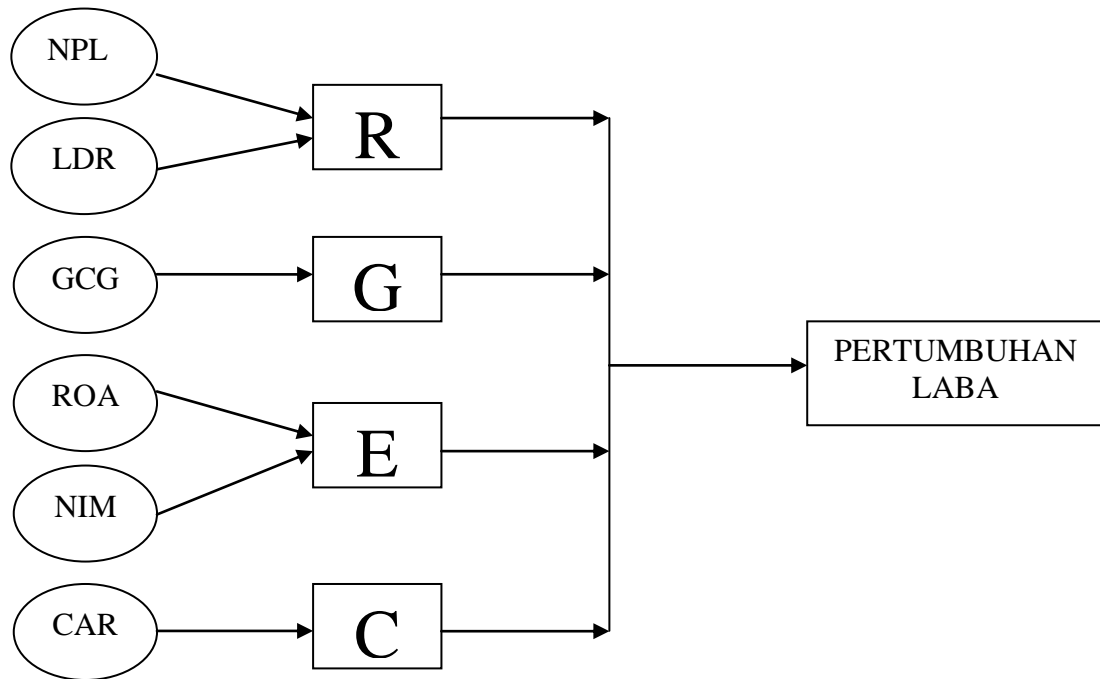 NPL
LDR
R
GCG
G
ROA
NIM
E
CAR
C
PERTUMBUHAN
LABA